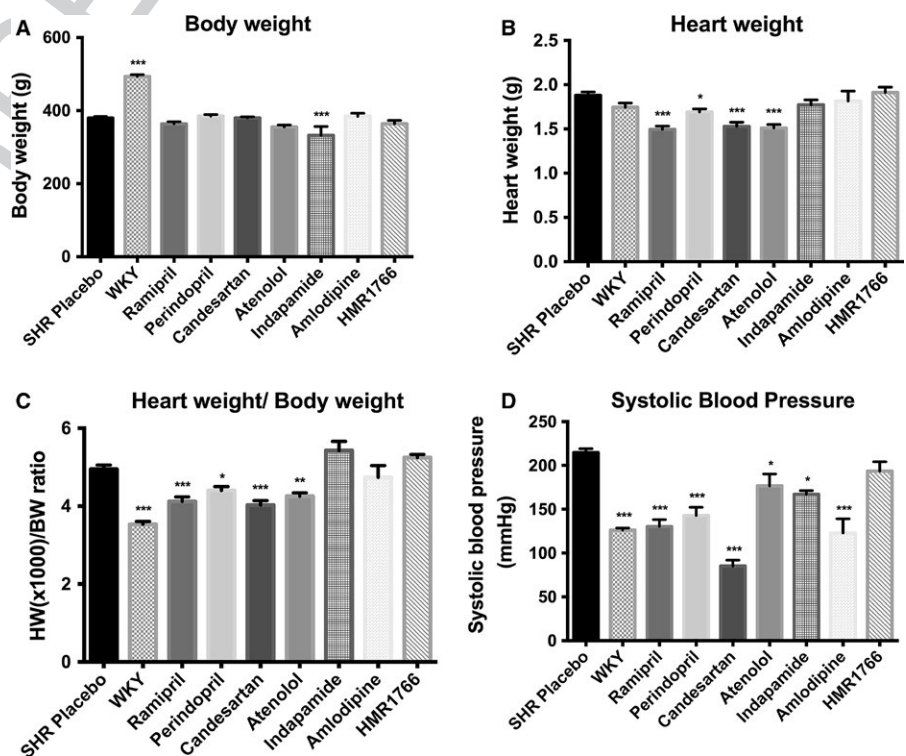 A
Body weight
Body weight (g)
600
400
200
0
***
***
SHR Placebo
WKY
Ramipril
Perindopril
Candesartan
Atenolol
Indapamide
Amlodipine
HMR1766
B
Heart weight
Heart weight (g)
2.5
2.0
1.5
1.0
0.5
0.0
***
*
***
***
SHR Placebo
WKY
Ramipril
Perindopril
Candesartan
Atenolol
Indapamide
Amlodipine
HMR1766
C
Heart weight/ Body weight
HW(x1000)/BW ratio
6
4
2
0
***
***
*
***
**
SHR Placebo
WKY
Ramipril
Perindopril
Candesartan
Atenolol
Indapamide
Amlodipine
HMR1766
D
Systolic Blood Pressure
Systolic blood pressure
(mmHg)
250
200
150
100
50
0
***
***
***
***
*
*
***
SHR Placebo
WKY
Ramipril
Perindopril
Candesartan
Atenolol
Indapamide
Amlodipine
HMR1766